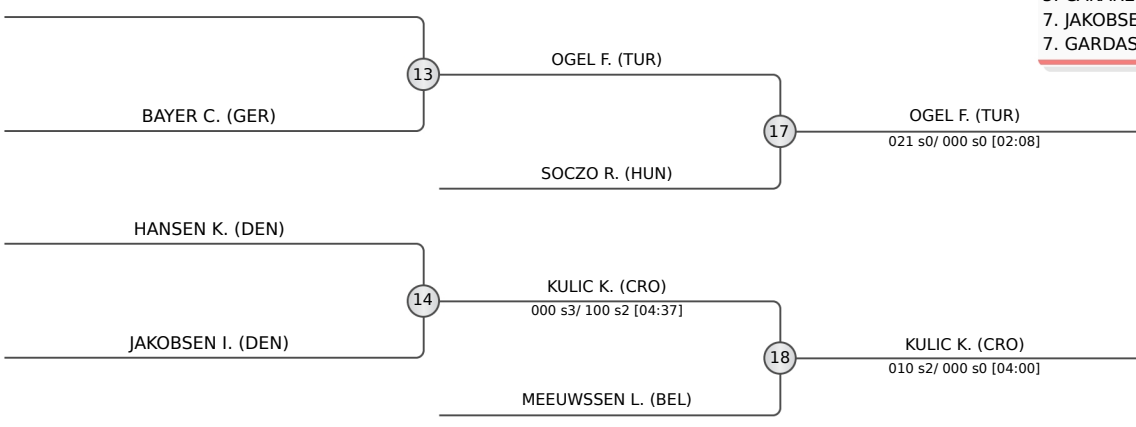 7. JAKOBSE
7. GARDAS
13
OGEL F. (TUR)
BAYER C. (GER)
17
OGEL F. (TUR)
021 s0/ 000 s0 [02:08]
SOCZO R. (HUN)
HANSEN K. (DEN)
14
KULIC K. (CRO)
000 s3/ 100 s2 [04:37]
JAKOBSEN I. (DEN)
18
KULIC K. (CRO)
010 s2/ 000 s0 [04:00]
MEEUWSSEN L. (BEL)